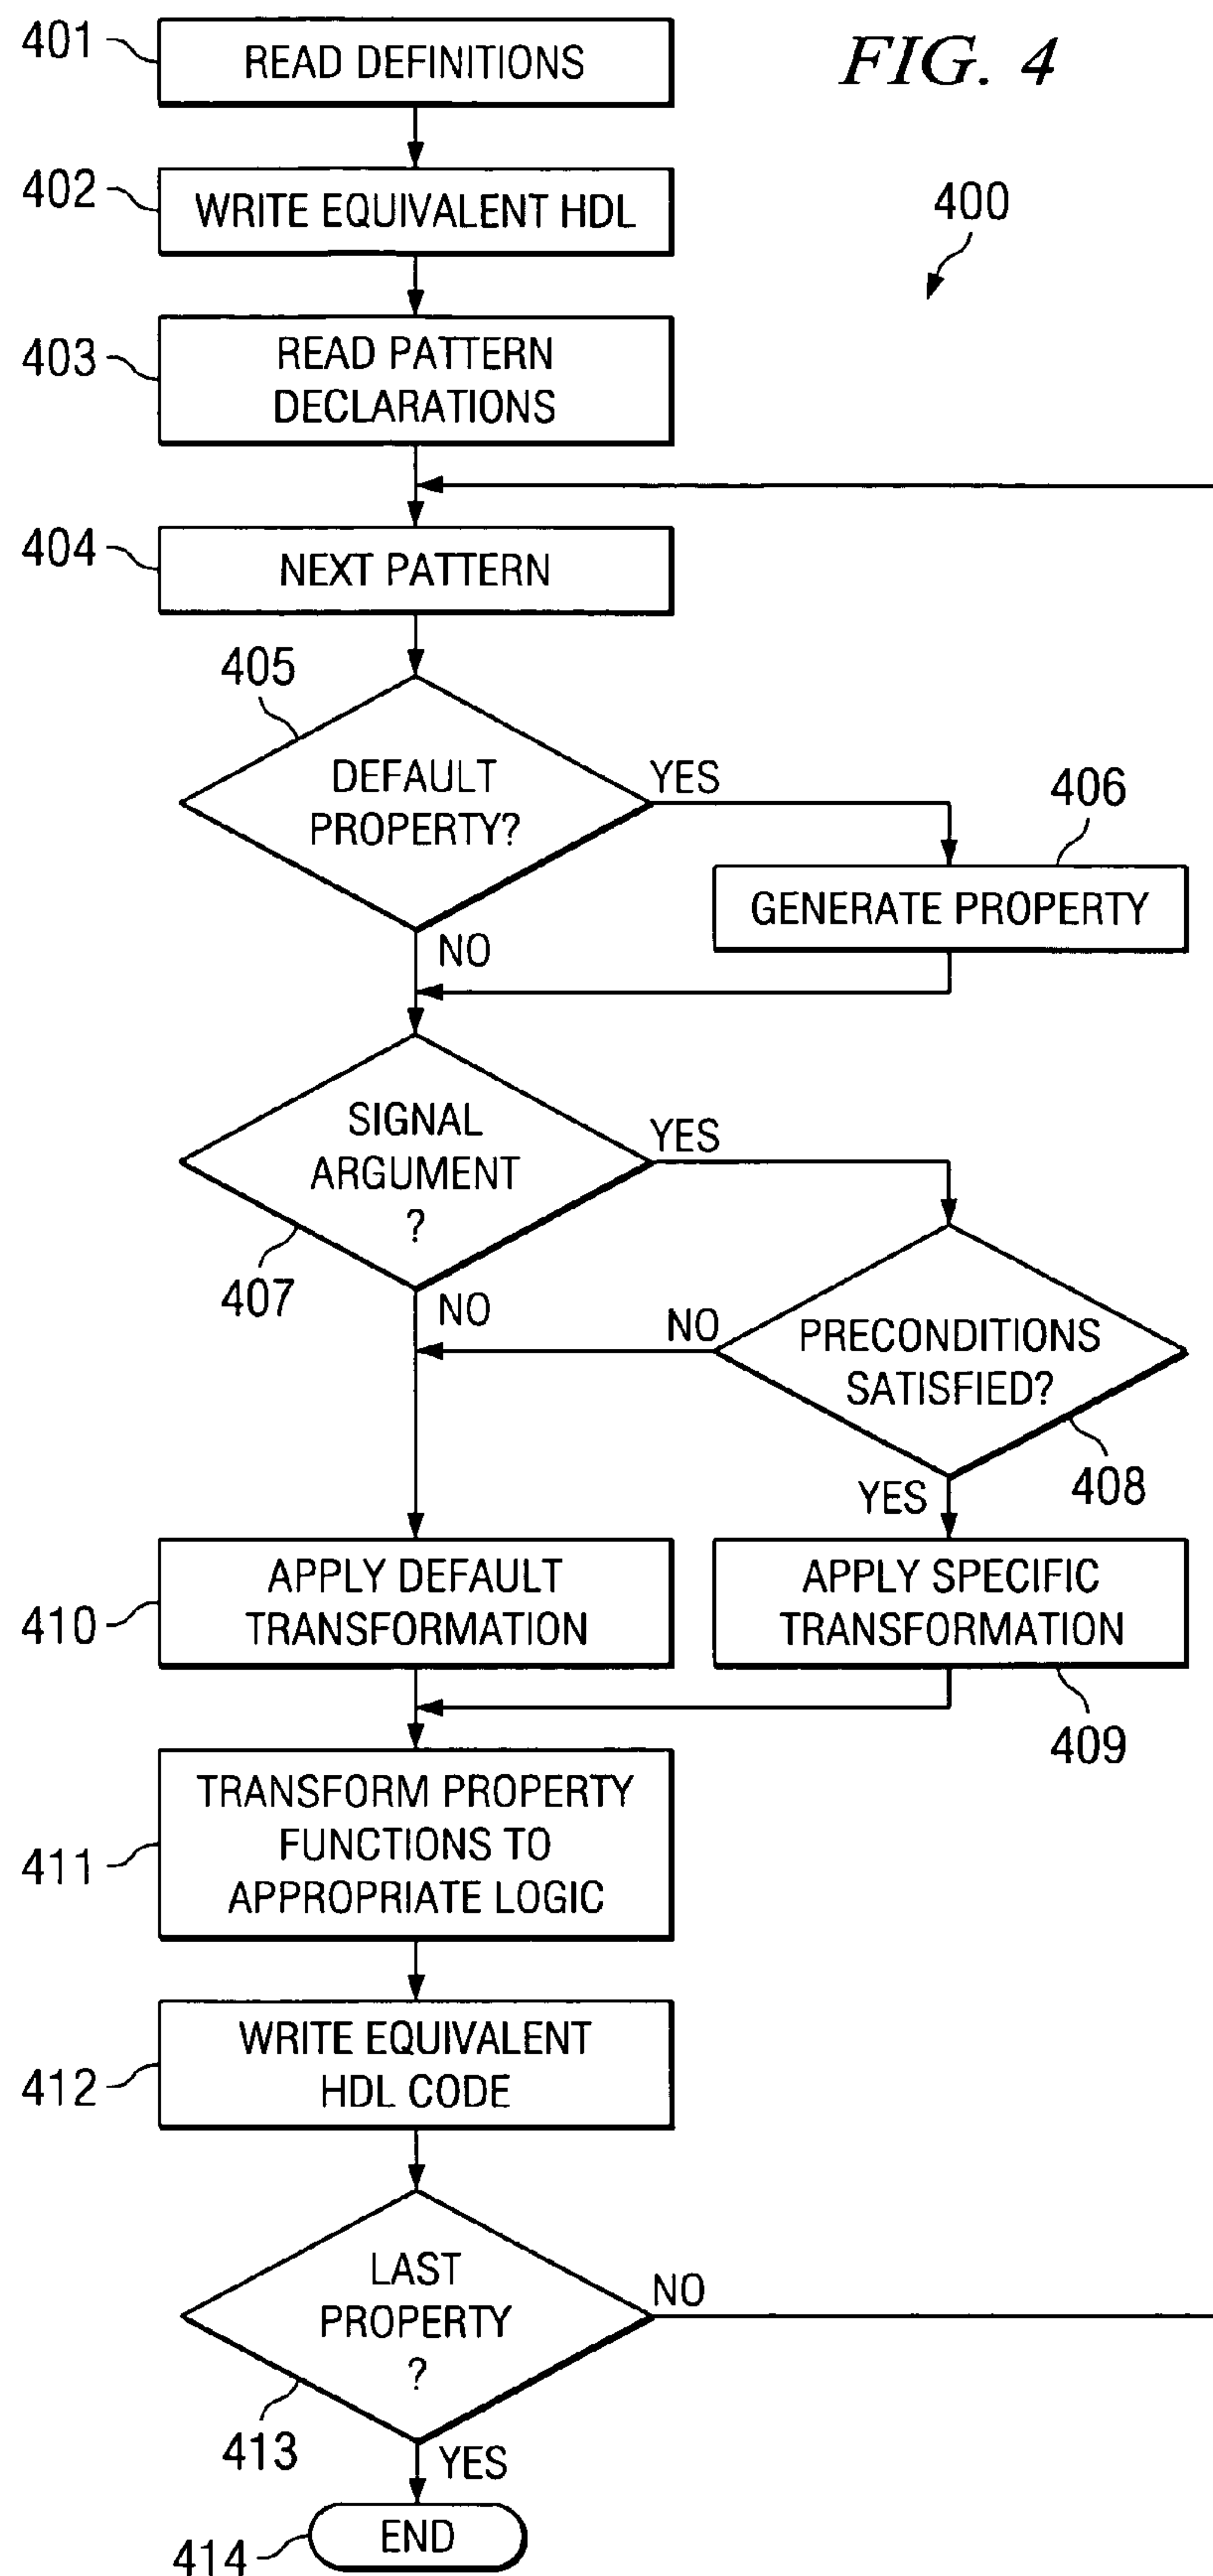 FIG. 4
401
READ DEFINITIONS
402
WRITE EQUIVALENT HDL
400
403
READ PATTERN
DECLARATIONS
404
NEXT PATTERN
405
DEFAULT
PROPERTY?
YES
NO
406
GENERATE PROPERTY
SIGNAL
ARGUMENT
?
407
YES
NO
PRECONDITIONS
SATISFIED?
408
NO
YES
410
APPLY DEFAULT
TRANSFORMATION
APPLY SPECIFIC
TRANSFORMATION
409
411
TRANSFORM PROPERTY
FUNCTIONS TO
APPROPRIATE LOGIC
412
WRITE EQUIVALENT
HDL CODE
LAST
PROPERTY
?
413
NO
YES
414
END